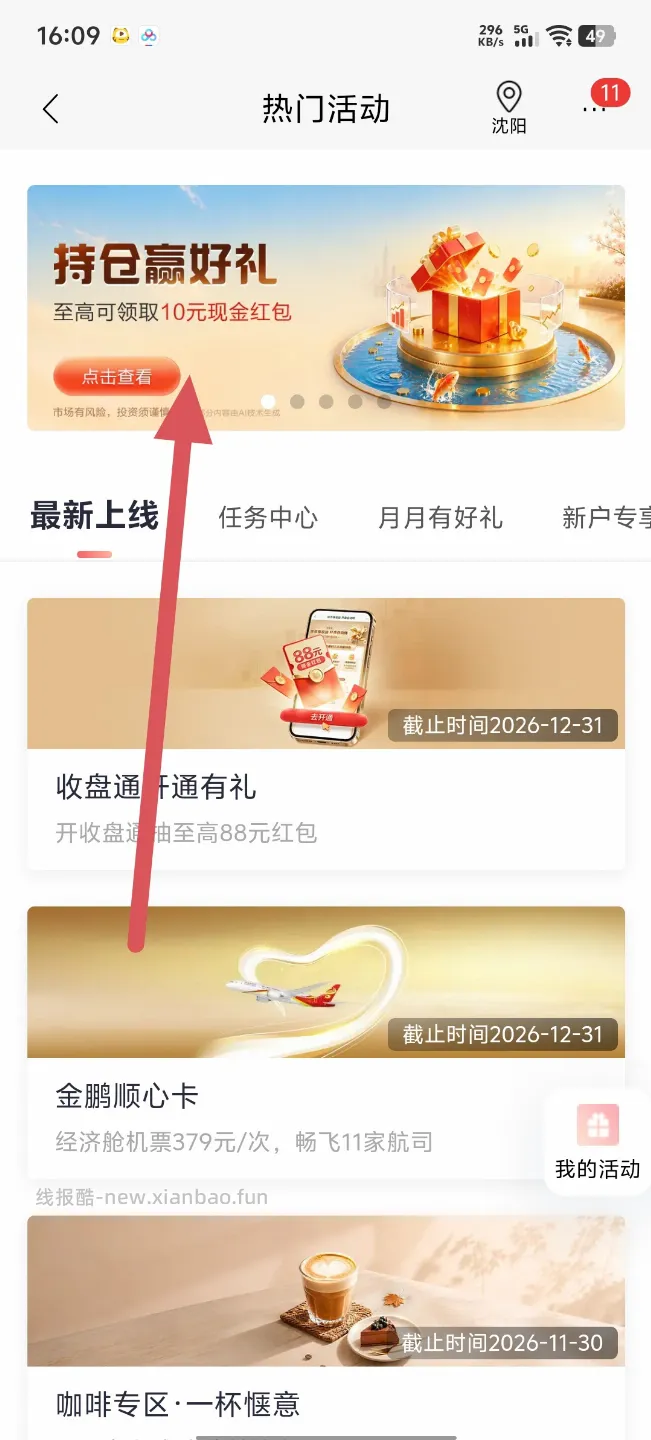 16:09
296 KB/s 5G 49
热门活动
11
沈阳
持仓赢好礼
至高可领取10元现金红包
点击查看
市场有风险，投资须谨慎
最新上线
任务中心
月月有好礼
新户专享
88元
去开通
截止时间2026-12-31
收盘通开通有礼
开收盘通抽至高88元红包
截止时间2026-12-31
金鹏顺心卡
经济舱机票379元/次，畅飞11家航司
我的活动
线报酷-new.xianbao.fun
截止时间2026-11-30
咖啡专区·一杯惬意